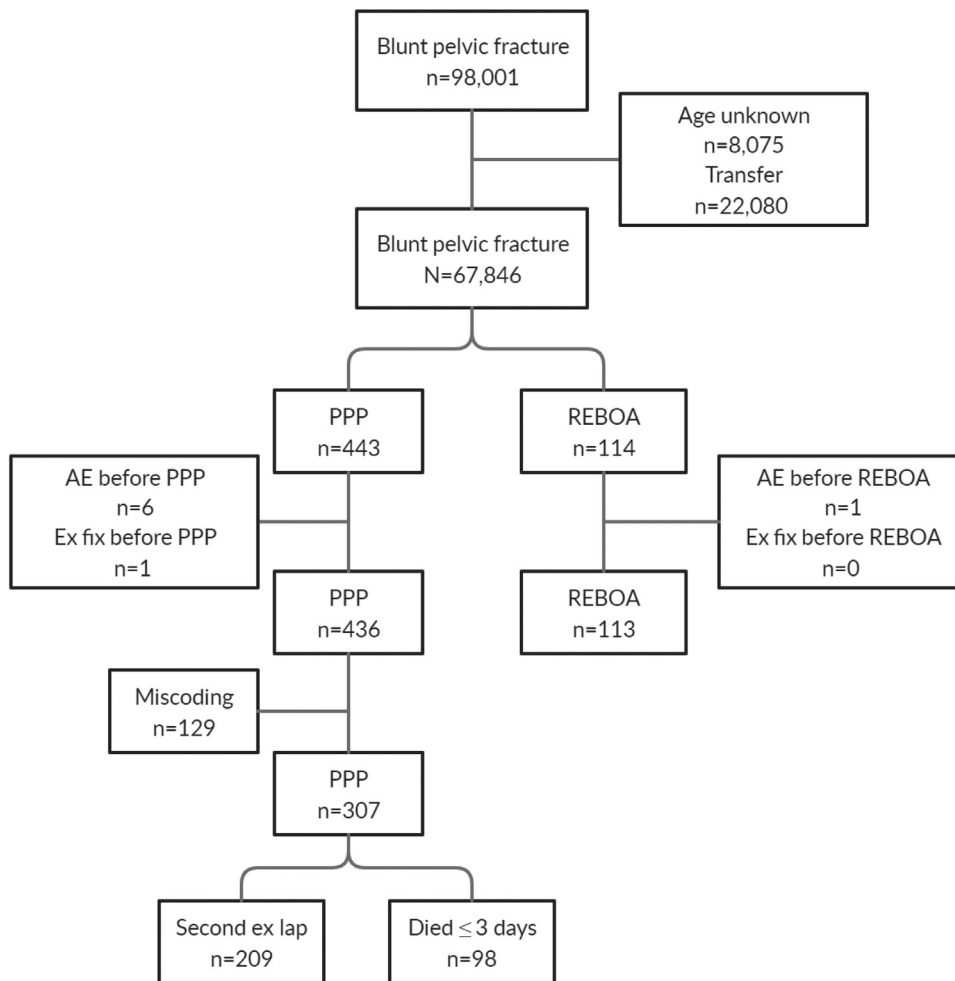 Blunt pelvic fracture
n=98,001
Age unknown
n=8,075
Transfer
n=22,080
Blunt pelvic fracture
N=67,846
PPP
n=443
REBOA
n=114
AE before PPP
n=6
Ex fix before PPP
n=1
AE before REBOA
n=1
Ex fix before REBOA
n=0
PPP
n=436
REBOA
n=113
Miscoding
n=129
PPP
n=307
Second ex lap
n=209
Died ≤ 3 days
n=98